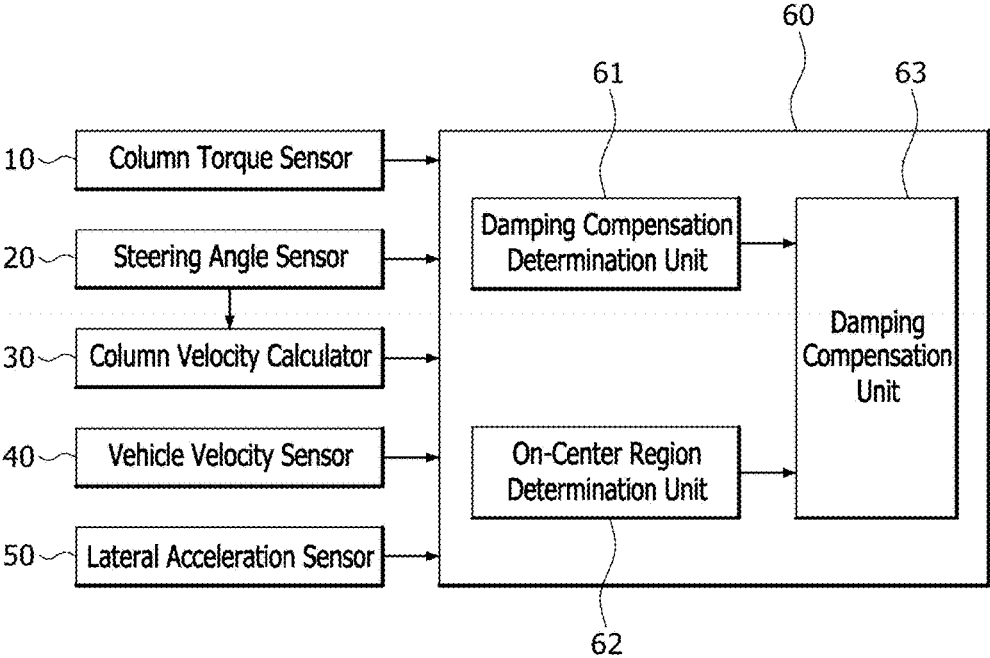 60
61
63
10
Column Torque Sensor
20
Steering Angle Sensor
Damping Compensation
Determination Unit
30
Column Velocity Calculator
Damping
Compensation
Unit
40
Vehicle Velocity Sensor
On-Center Region
Determination Unit
50
Lateral Acceleration Sensor
62